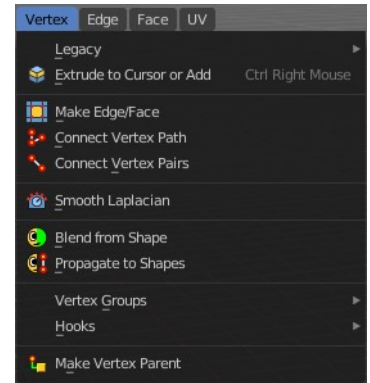 Vertex Edge Face UV
Legacy
Extrude to Cursor or Add Ctrl Right Mouse
Make Edge/Face
Connect Vertex Path
Connect Vertex Pairs
Smooth Laplacian
Blend from Shape
Propagate to Shapes
Vertex Groups
Hooks
Make Vertex Parent